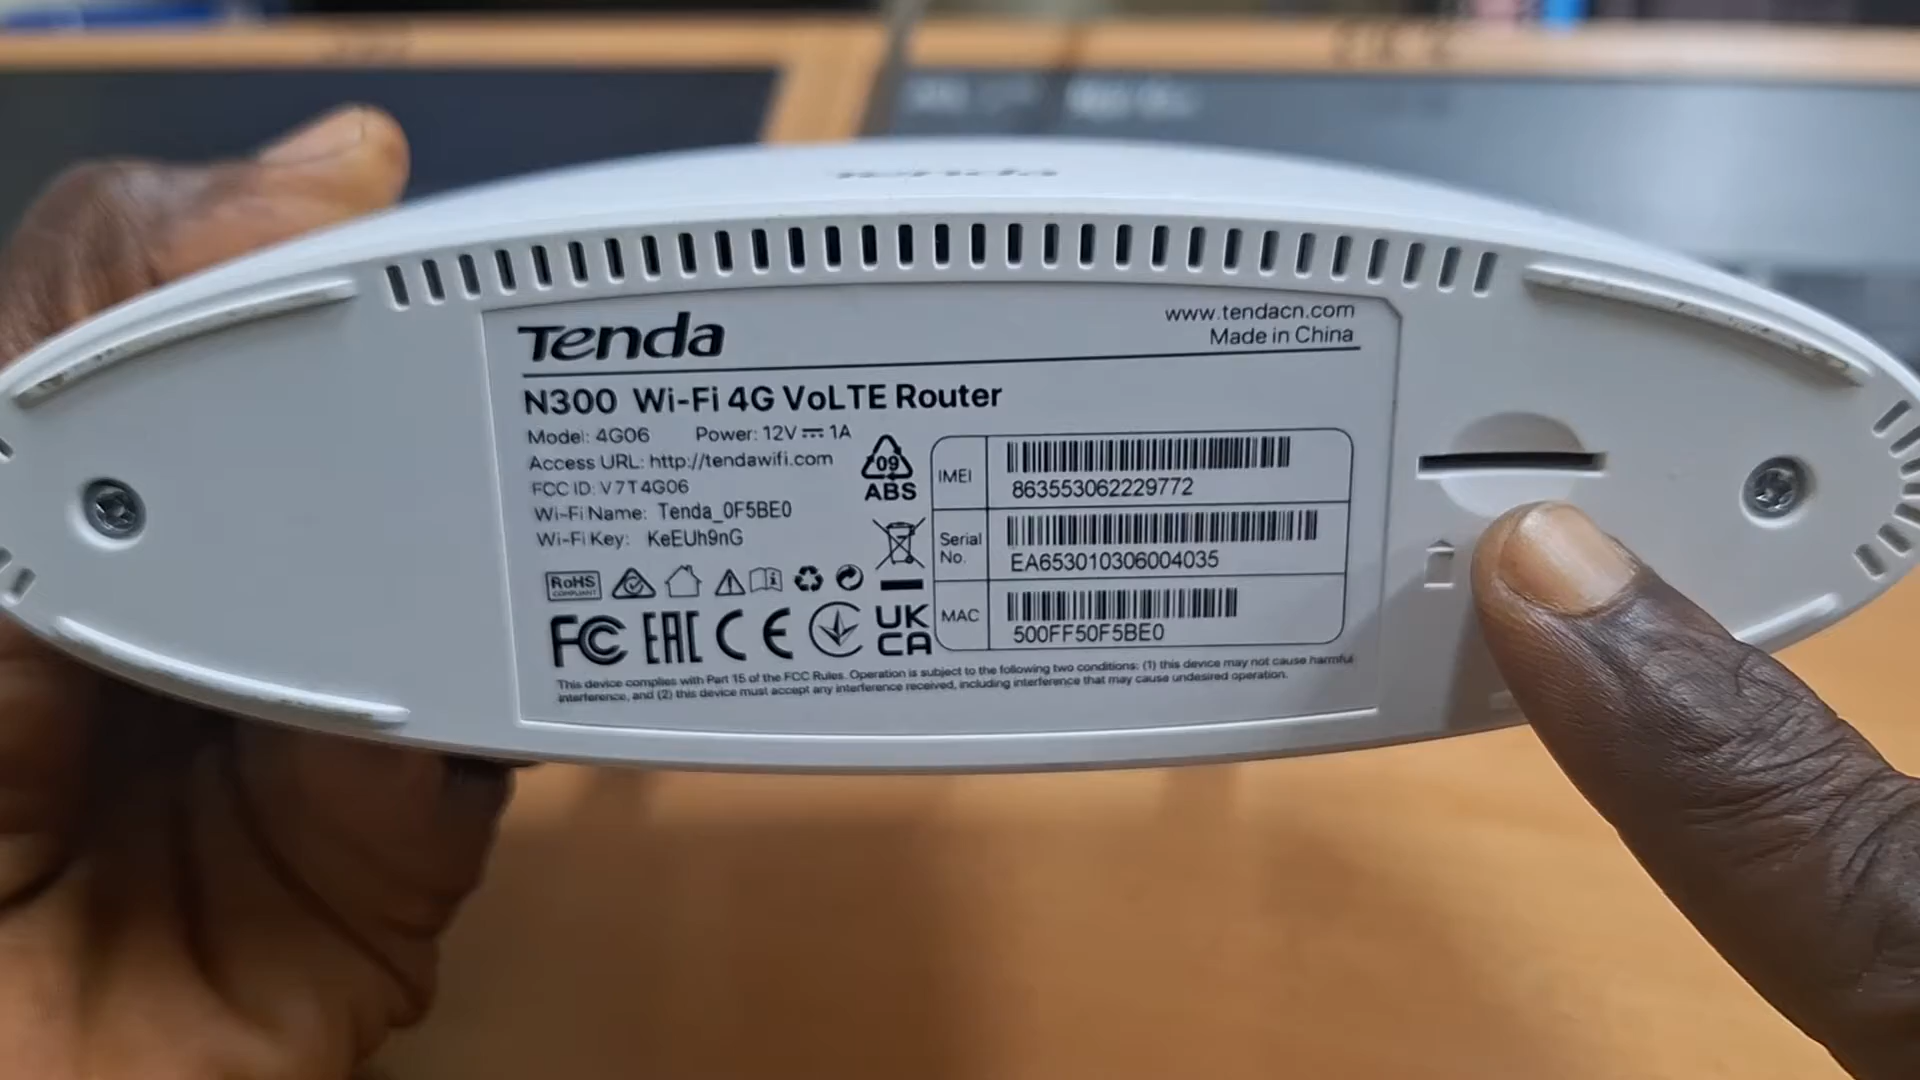 Tenda
Tenda
www.tendacn.com
Made in China
N300 Wi-Fi 4G VoLTE Router
Model: 4G06 Power: 12V⎓1A
Access URL: http://tendawifi.com
FCC ID: V7T4G06
Wi-Fi Name: Tenda_0F5BE0
Wi-Fi Key: KeEUh9nG
09
ABS
IMEI
863553062229772
Serial No.
EA653010306004035
MAC
500FF50F5BE0
RoHS
COMPLIANT
FC EAC CE UK
CA
This device complies with Part 15 of the FCC Rules. Operation is subject to the following two conditions: (1) this device may not cause harmful
interference, and (2) this device must accept any interference received, including interference that may cause undesired operation.